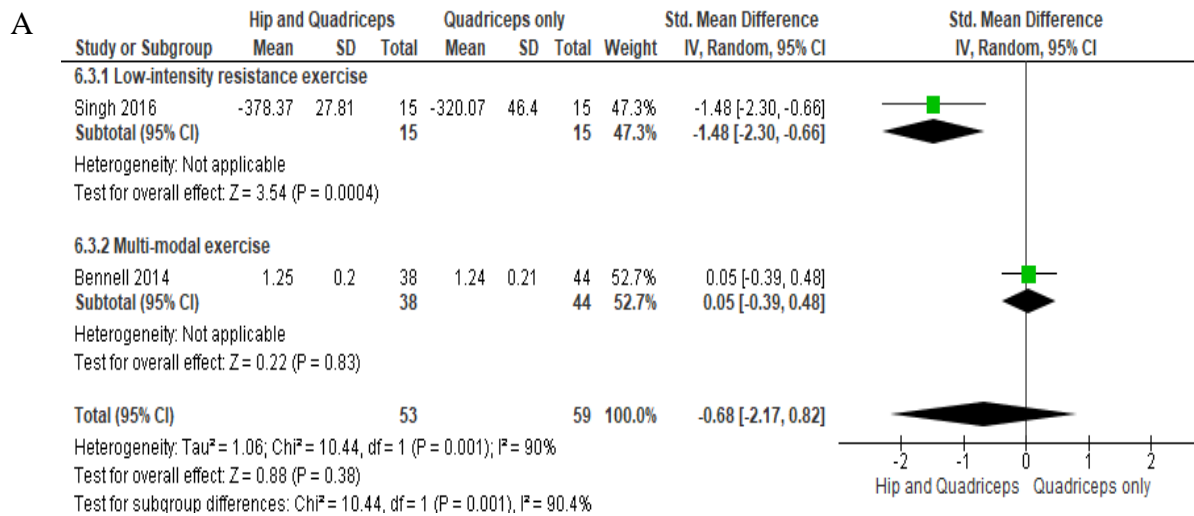 A
Hip and Quadriceps Quadriceps only Std. Mean Difference Std. Mean Difference
Study or Subgroup Mean SD Total Mean SD Total Weight IV, Random, 95% CI IV, Random, 95% CI
6.3.1 Low-intensity resistance exercise
Singh 2016 -378.37 27.81 15 -320.07 46.4 15 47.3% -1.48 [-2.30, -0.66]
Subtotal (95% CI) 15 15 47.3% -1.48 [-2.30, -0.66]
Heterogeneity: Not applicable
Test for overall effect: Z = 3.54 (P = 0.0004)
6.3.2 Multi-modal exercise
Bennell 2014 1.25 0.2 38 1.24 0.21 44 52.7% 0.05 [-0.39, 0.48]
Subtotal (95% CI) 38 44 52.7% 0.05 [-0.39, 0.48]
Heterogeneity: Not applicable
Test for overall effect: Z = 0.22 (P = 0.83)
Total (95% CI) 53 59 100.0% -0.68 [-2.17, 0.82]
Heterogeneity: Tau² = 1.06; Chi² = 10.44, df = 1 (P = 0.001); I² = 90%
Test for overall effect: Z = 0.88 (P = 0.38)
Test for subgroup differences: Chi² = 10.44, df = 1 (P = 0.001), I² = 90.4%
-2 -1 0 1 2
Hip and Quadriceps Quadriceps only